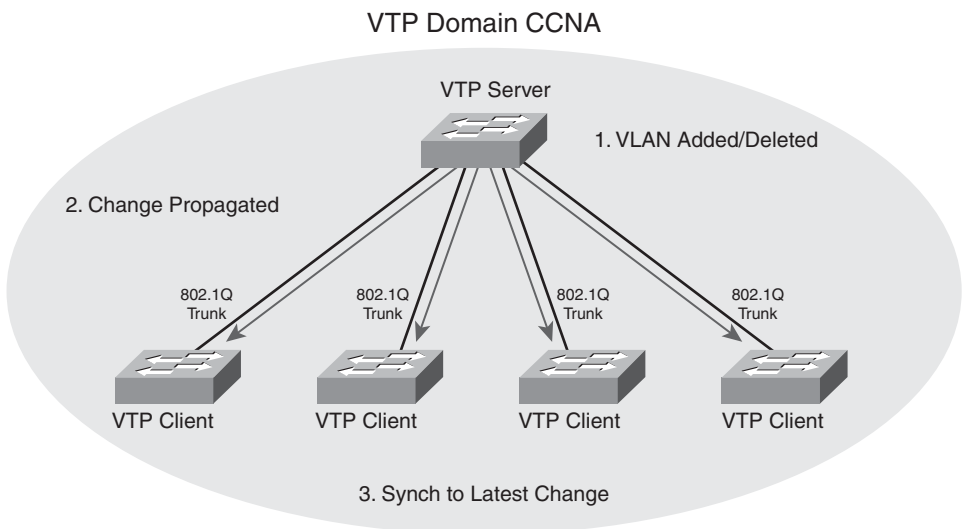 VTP Domain CCNA
VTP Server
1. VLAN Added/Deleted
2. Change Propagated
802.1Q
Trunk
802.1Q
Trunk
802.1Q
Trunk
802.1Q
Trunk
VTP Client
VTP Client
VTP Client
VTP Client
3. Synch to Latest Change